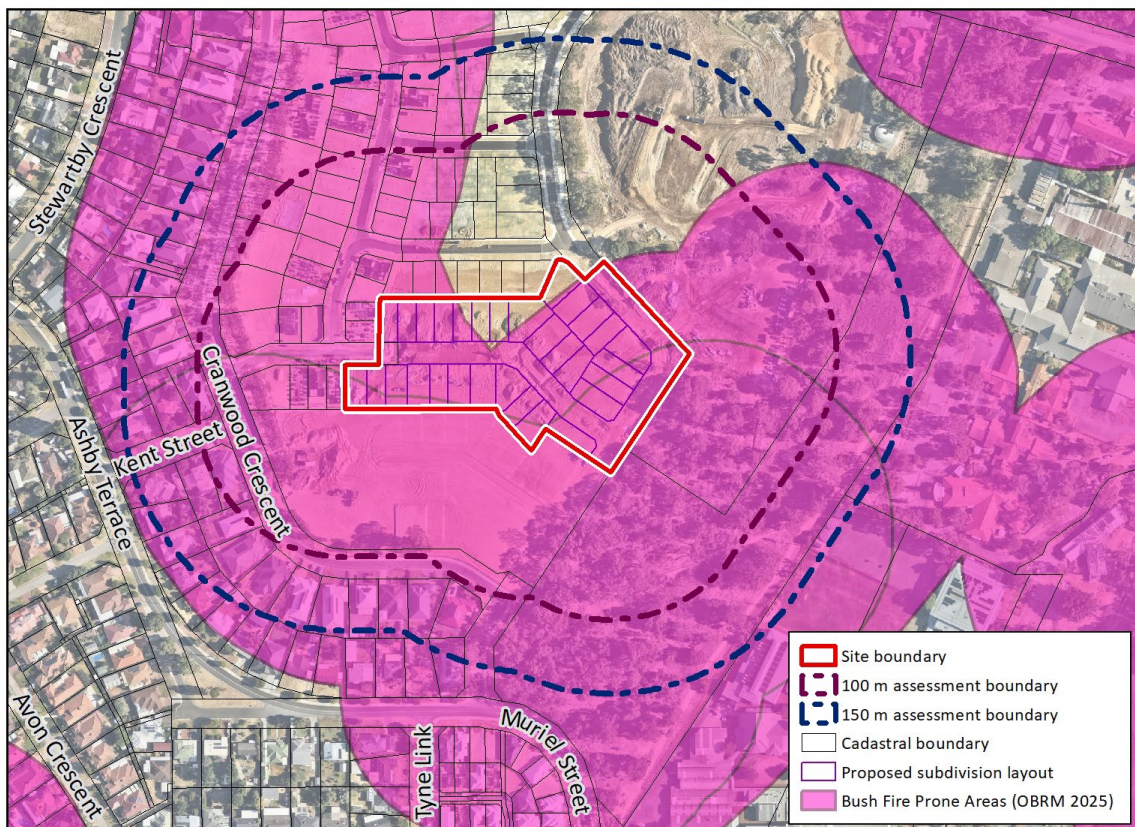 Stewartby Crescent
Cranwood Crescent
Kent Street
Ashby Terrace
Avon Crescent
Tyne Link
Muriel Street
Site boundary
100 m assessment boundary
150 m assessment boundary
Cadastral boundary
Proposed subdivision layout
Bush Fire Prone Areas (OBRM 2025)